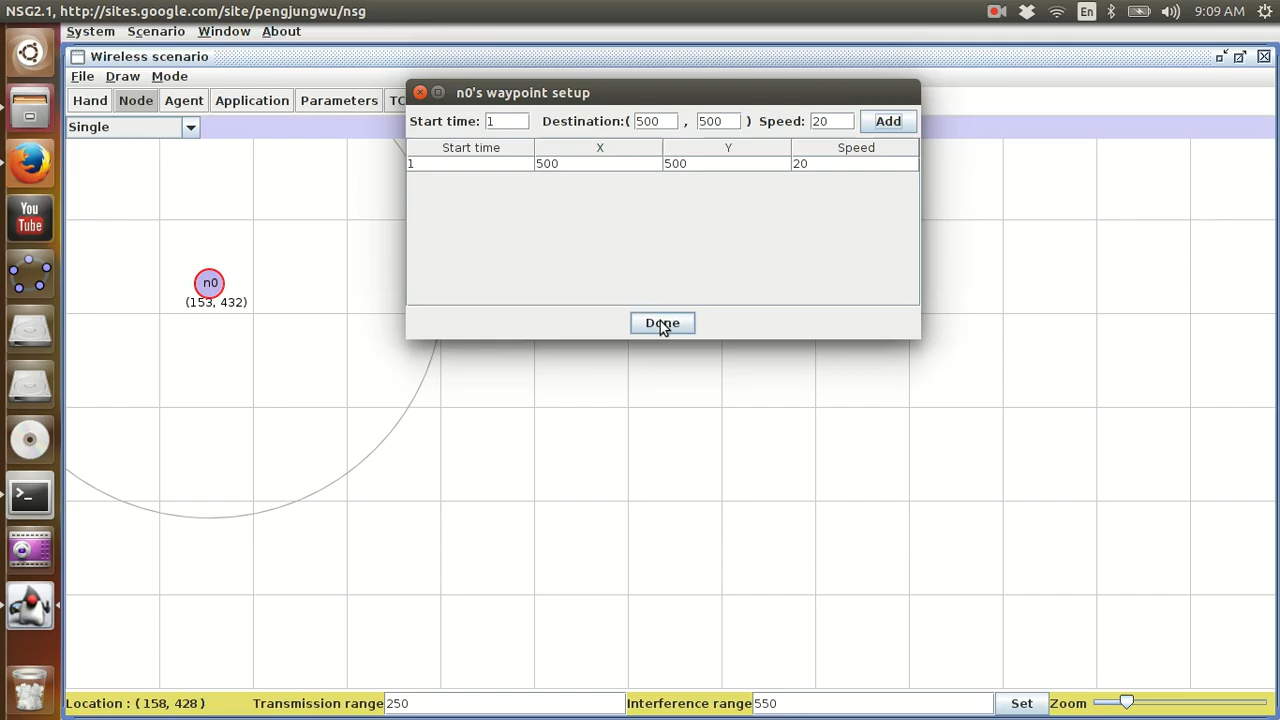 NSG2.1, http://sites.google.com/site/pengjungwu/nsg
En
9:09 AM
System Scenario Window About
Wireless scenario
File Draw Mode
Hand Node Agent Application Parameters TC
Single
n0's waypoint setup
Start time: 1 Destination:( 500 , 500 ) Speed: 20 Add
Start time X Y Speed
1 500 500 20
Done
You
Tube
n0
(153, 432)
>_
Location : ( 158, 428 ) Transmission range 250 Interference range 550 Set Zoom